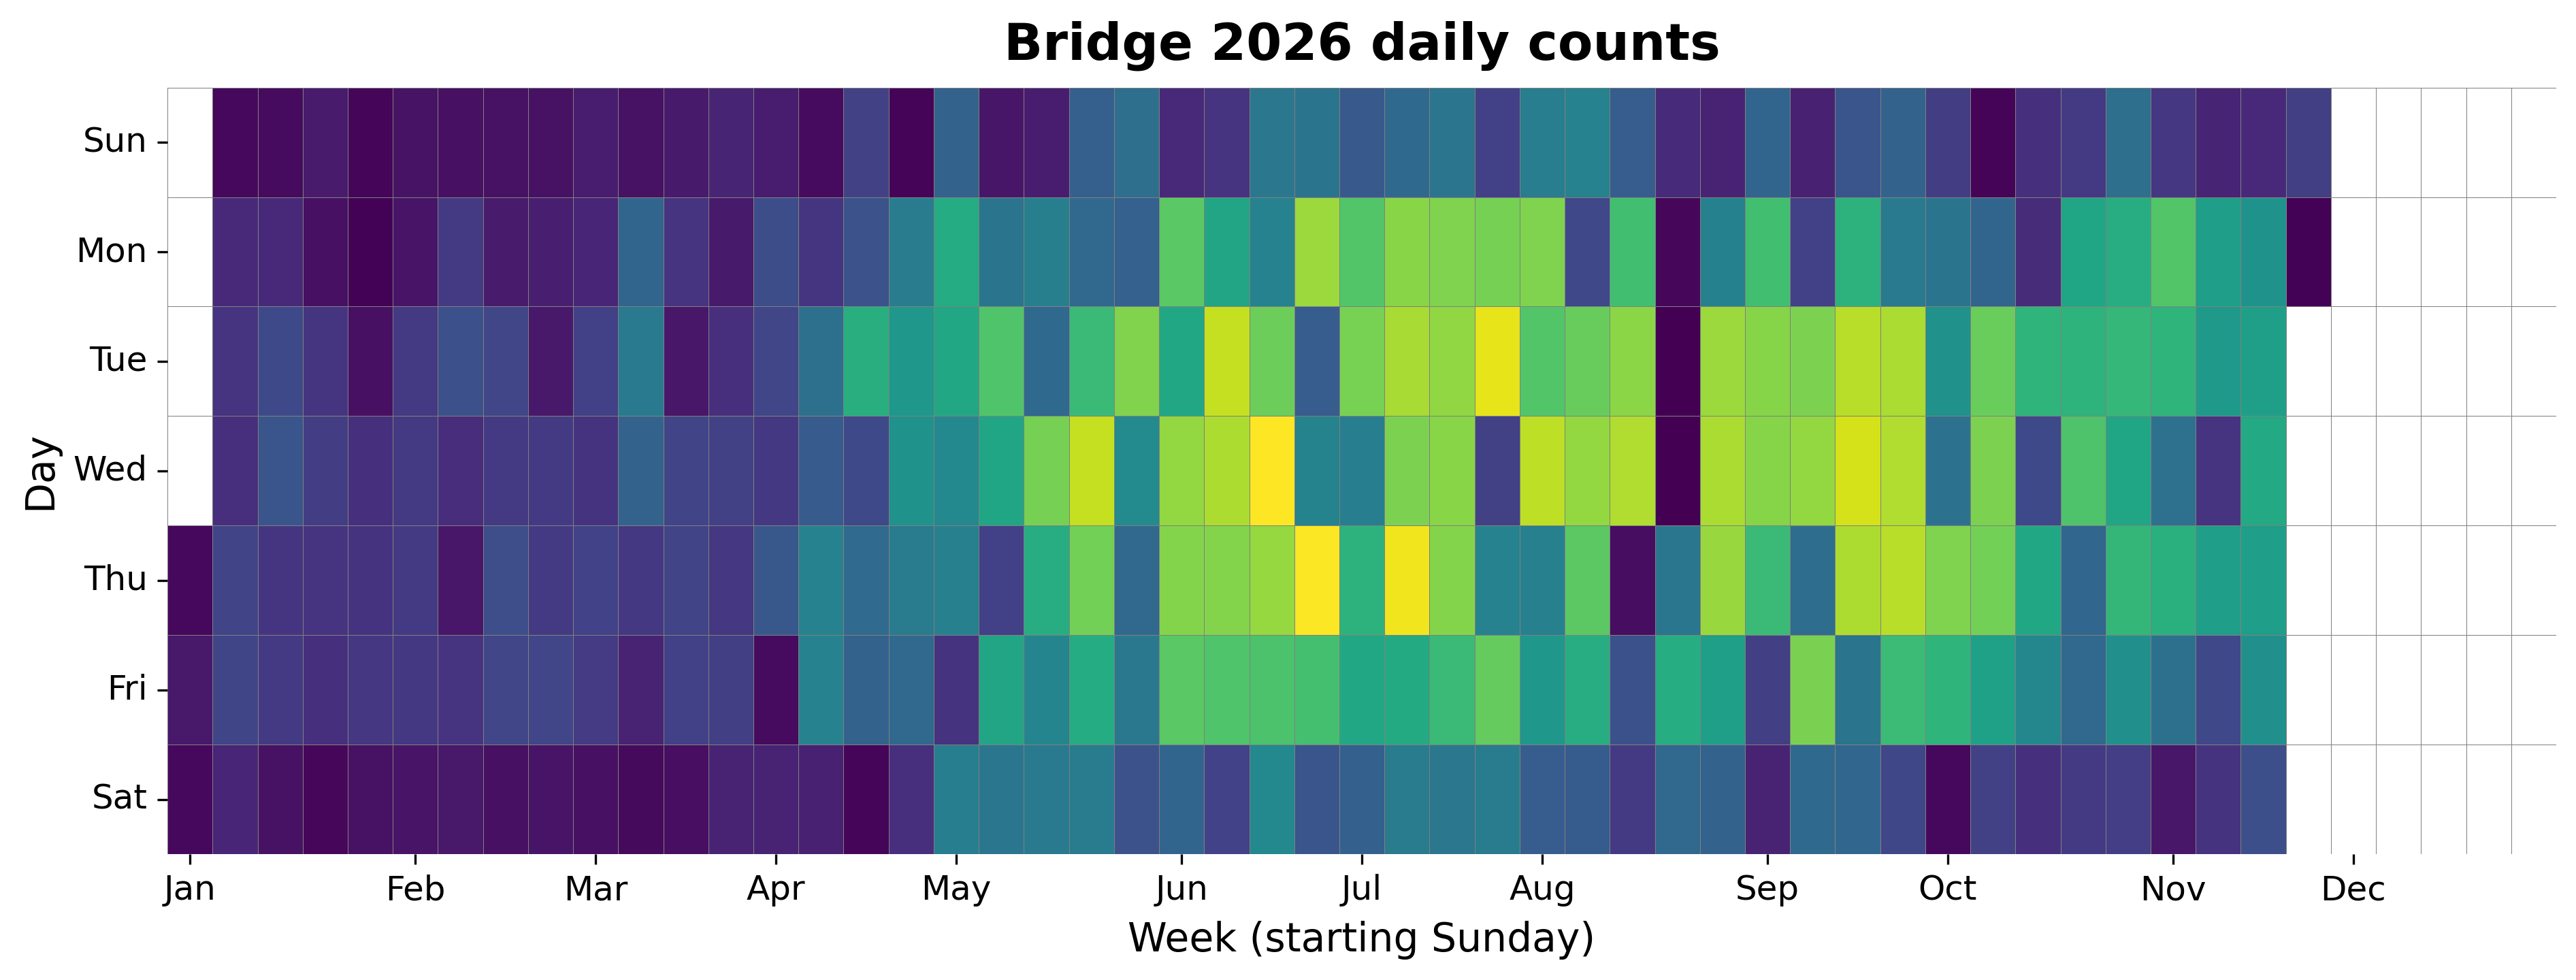 Bridge 2026 daily counts
Day
Sun
Mon
Tue
Wed
Thu
Fri
Sat
Jan Feb Mar Apr May Jun Jul Aug Sep Oct Nov Dec
Week (starting Sunday)